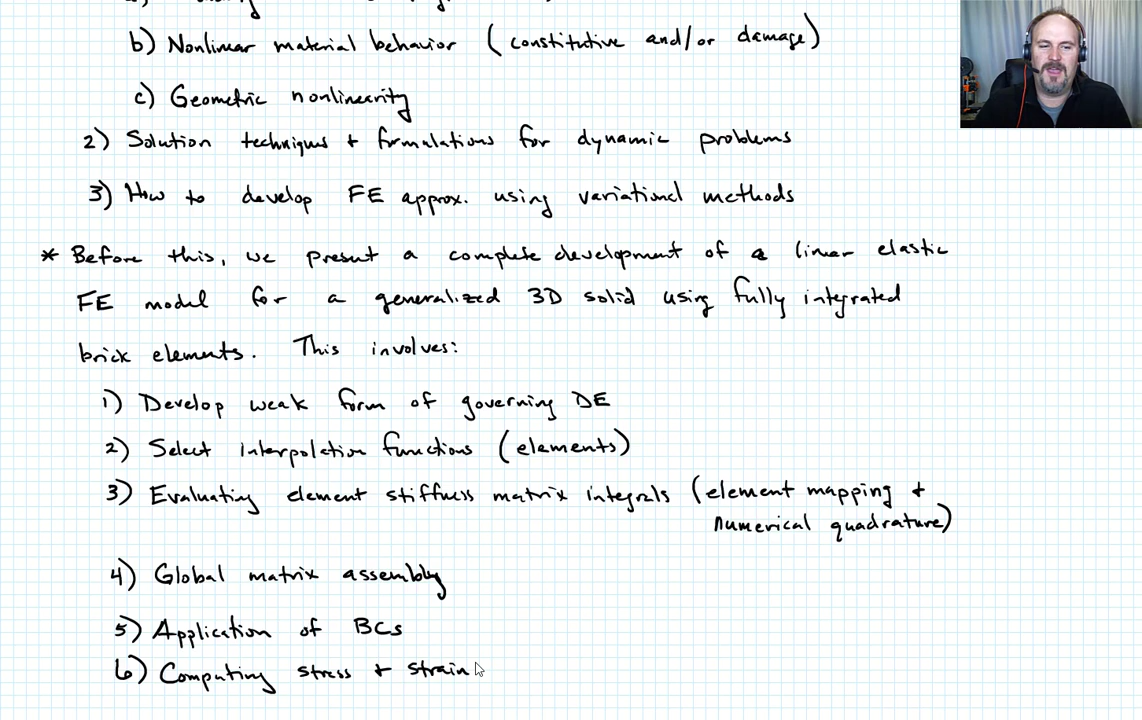 b) Nonlinear material behavior (constitutive and/or damage)
c) Geometric nonlinearity
2) Solution techniques + formulations for dynamic problems
3) How to develop FE approx. using variational methods
* Before this, we present a complete development of a linear elastic
FE model for a generalized 3D solid using fully integrated
brick elements. This involves:
1) Develop weak form of governing DE
2) Select interpolation functions (elements)
3) Evaluating element stiffness matrix integrals (element mapping +
numerical quadrature)
4) Global matrix assembly
5) Application of BCs
6) Computing stress + strain